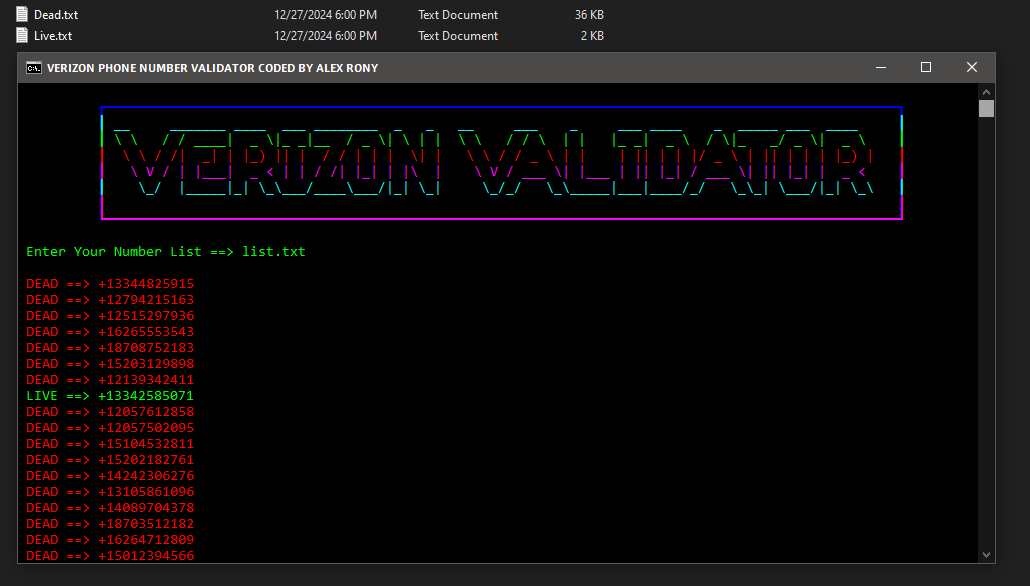 Dead.txt 12/27/2024 6:00 PM Text Document 36 KB
Live.txt 12/27/2024 6:00 PM Text Document 2 KB
VERIZON PHONE NUMBER VALIDATOR CODED BY ALEX RONY
VERIZON VALIDATOR
Enter Your Number List ==> list.txt
DEAD ==> +13344825915
DEAD ==> +12794215163
DEAD ==> +12515297936
DEAD ==> +16265553543
DEAD ==> +18708752183
DEAD ==> +15203129898
DEAD ==> +12139342411
LIVE ==> +13342585071
DEAD ==> +12057612858
DEAD ==> +12057502095
DEAD ==> +15104532811
DEAD ==> +15202182761
DEAD ==> +14242306276
DEAD ==> +13105861096
DEAD ==> +14089704378
DEAD ==> +18703512182
DEAD ==> +16264712809
DEAD ==> +15012394566